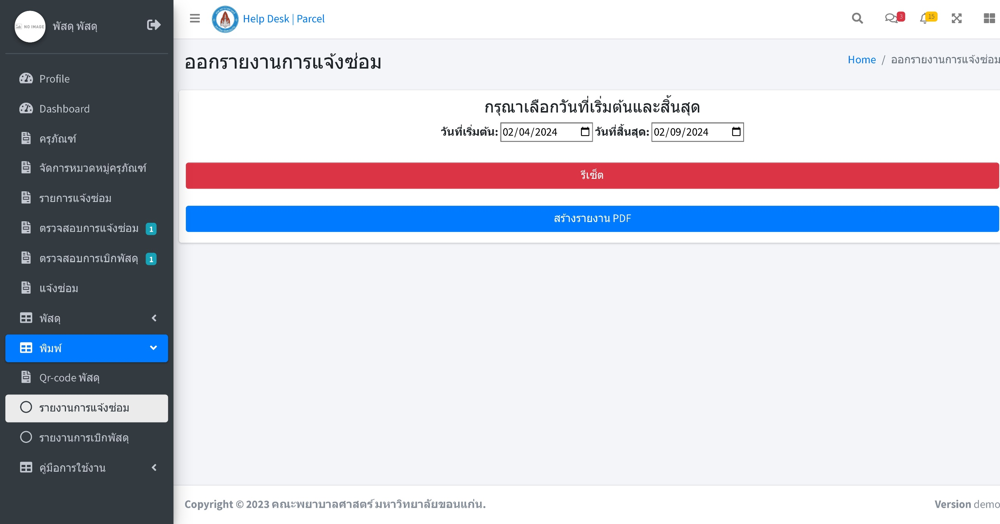 NO IMAGE
พัสดุ พัสดุ
Profile
Dashboard
ครุภัณฑ์
จัดการหมวดหมู่ครุภัณฑ์
รายการแจ้งซ่อม
ตรวจสอบการแจ้งซ่อม 1
ตรวจสอบการเบิกพัสดุ 1
แจ้งซ่อม
พัสดุ
พิมพ์
Qr-code พัสดุ
รายงานการแจ้งซ่อม
รายงานการเบิกพัสดุ
คู่มือการใช้งาน
Help Desk | Parcel
3
15
ออกรายงานการแจ้งซ่อม
Home / ออกรายงานการแจ้งซ่อม
กรุณาเลือกวันที่เริ่มต้นและสิ้นสุด
วันที่เริ่มต้น: 02/04/2024 วันที่สิ้นสุด: 02/09/2024
รีเซ็ต
สร้างรายงาน PDF
Copyright © 2023 คณะพยาบาลศาสตร์ มหาวิทยาลัยขอนแก่น.
Version demo